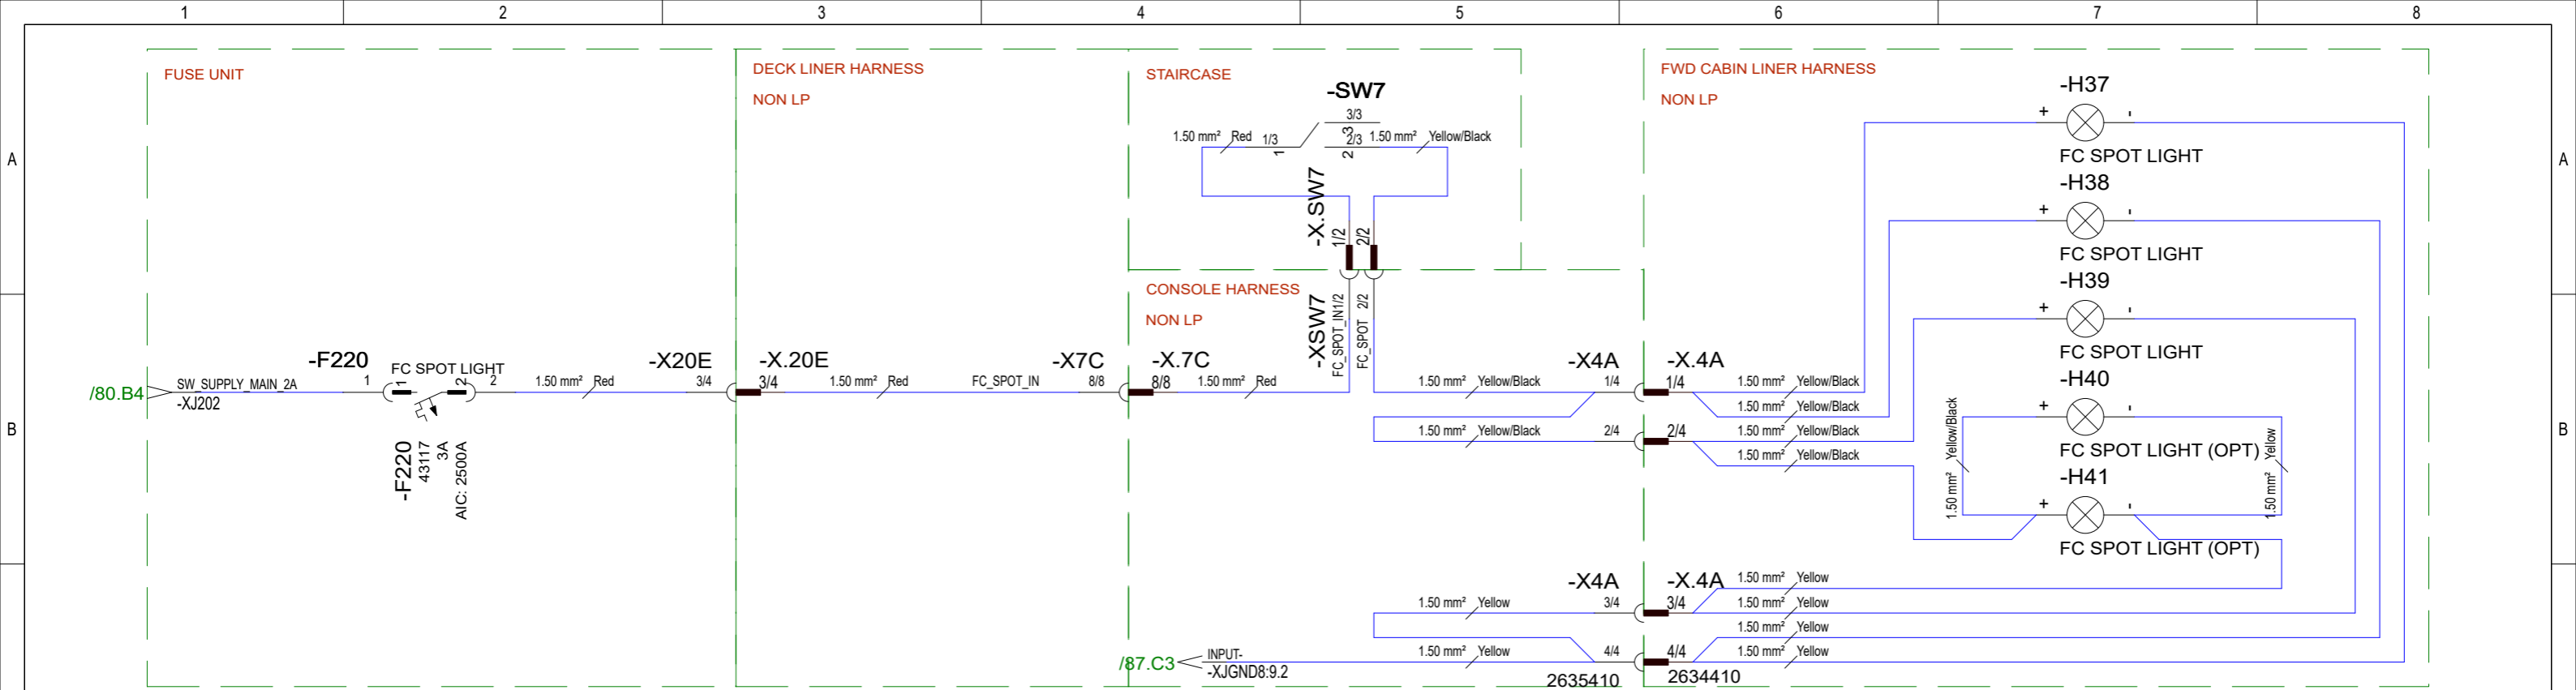 1 2 3 4 5 6 7 8
A
B
A
B
FUSE UNIT
DECK LINER HARNESS
NON LP
STAIRCASE
FWD CABIN LINER HARNESS
NON LP
-SW7
3/3
3
1.50 mm² Red 1/3
1
2/3 1.50 mm² Yellow/Black
2
-X.SW7
1/2
2/2
CONSOLE HARNESS
NON LP
-XSW7
FC_SPOT_IN1/2
FC_SPOT 2/2
/80.B4
SW_SUPPLY_MAIN_2A
-XJ202
-F220
FC SPOT LIGHT
1
1
2
2
-F220
43117
3A
AIC: 2500A
1.50 mm² Red
-X20E
3/4
-X.20E
3/4
1.50 mm² Red
FC_SPOT_IN
-X7C
8/8
-X.7C
8/8
1.50 mm² Red
1.50 mm² Yellow/Black
-X4A
1/4
-X.4A
1/4
1.50 mm² Yellow/Black
1.50 mm² Yellow/Black
1.50 mm² Yellow/Black
2/4
2/4
1.50 mm² Yellow/Black
1.50 mm² Yellow/Black
-H37
+ -
FC SPOT LIGHT
-H38
+ -
FC SPOT LIGHT
-H39
+ -
FC SPOT LIGHT
-H40
+ -
FC SPOT LIGHT (OPT)
-H41
+ -
FC SPOT LIGHT (OPT)
1.50 mm² Yellow/Black
1.50 mm² Yellow
-X4A
-X.4A
1.50 mm² Yellow
1.50 mm² Yellow
3/4
3/4
1.50 mm² Yellow
1.50 mm² Yellow
/87.C3
INPUT-
-XJGND8:9.2
1.50 mm² Yellow
4/4
4/4
1.50 mm² Yellow
2635410
2634410